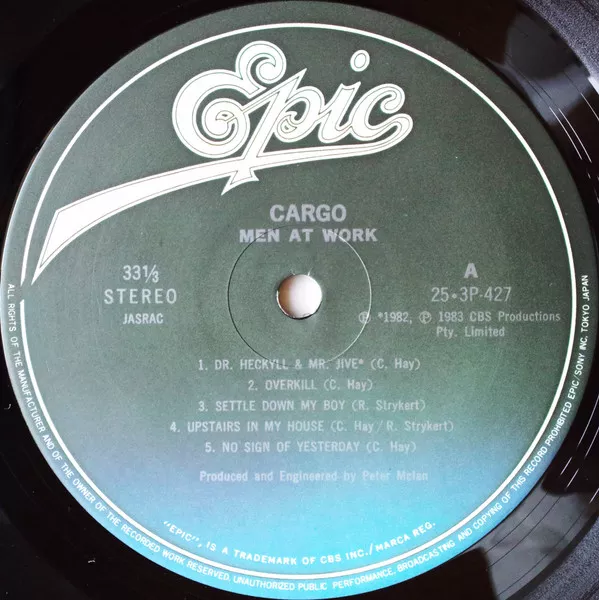 Epic
CARGO
MEN AT WORK
33⅓
STEREO
JASRAC
A
25•3P-427
Ⓟ *1982, Ⓟ 1983 CBS Productions
Pty. Limited
1. DR. HECKYLL & MR. JIVE* (C. Hay)
2. OVERKILL (C. Hay)
3. SETTLE DOWN MY BOY (R. Strykert)
4. UPSTAIRS IN MY HOUSE (C. Hay/R. Strykert)
5. NO SIGN OF YESTERDAY (C. Hay)
Produced and Engineered by Peter Mclan
"EPIC", IS A TRADEMARK OF CBS INC./MARCA REG.
ALL RIGHTS OF THE MANUFACTURER AND OF THE OWNER OF THE RECORDED WORK RESERVED, UNAUTHORIZED PUBLIC PERFORMANCE, BROADCASTING AND COPYING OF THIS RECORD PROHIBITED EPIC/SONY INC. TOKYO JAPAN